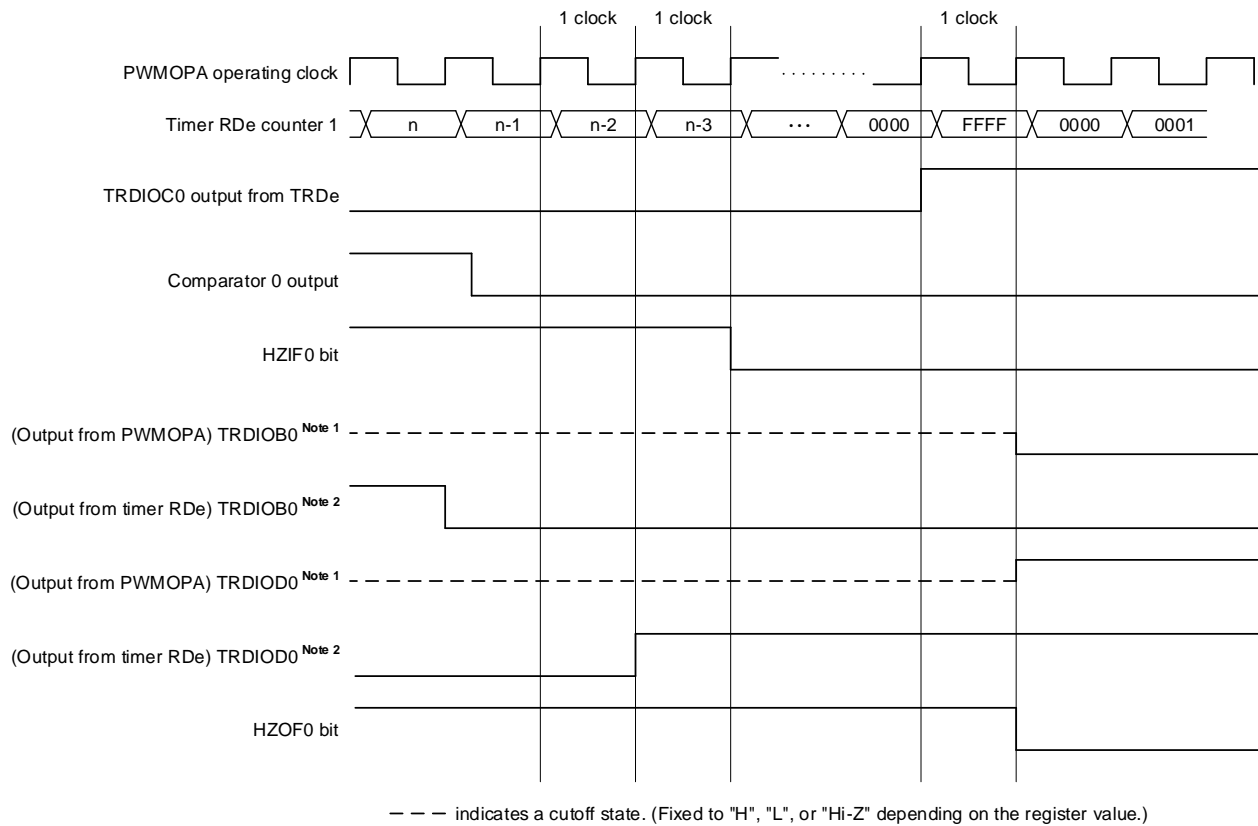 1 clock 1 clock 1 clock
PWMOPA operating clock
Timer RDe counter 1 n n-1 n-2 n-3 ··· 0000 FFFF 0000 0001
TRDIOC0 output from TRDe
Comparator 0 output
HZIF0 bit
(Output from PWMOPA) TRDIOB0 Note 1
(Output from timer RDe) TRDIOB0 Note 2
(Output from PWMOPA) TRDIOD0 Note 1
(Output from timer RDe) TRDIOD0 Note 2
HZOF0 bit
indicates a cutoff state. (Fixed to "H", "L", or "Hi-Z" depending on the register value.)